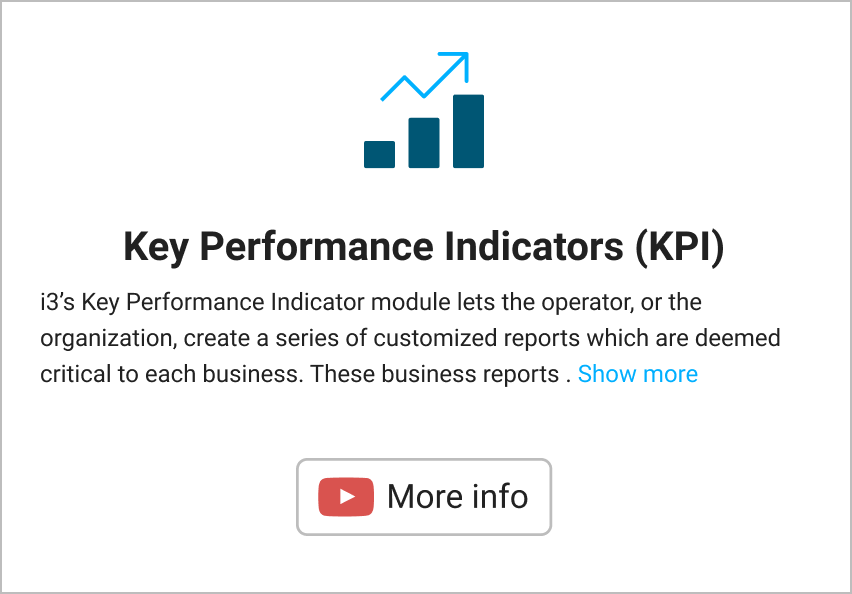 Key Performance Indicators (KPI)
i3’s Key Performance Indicator module lets the operator, or the
organization, create a series of customized reports which are deemed
critical to each business. These business reports . Show more
More info